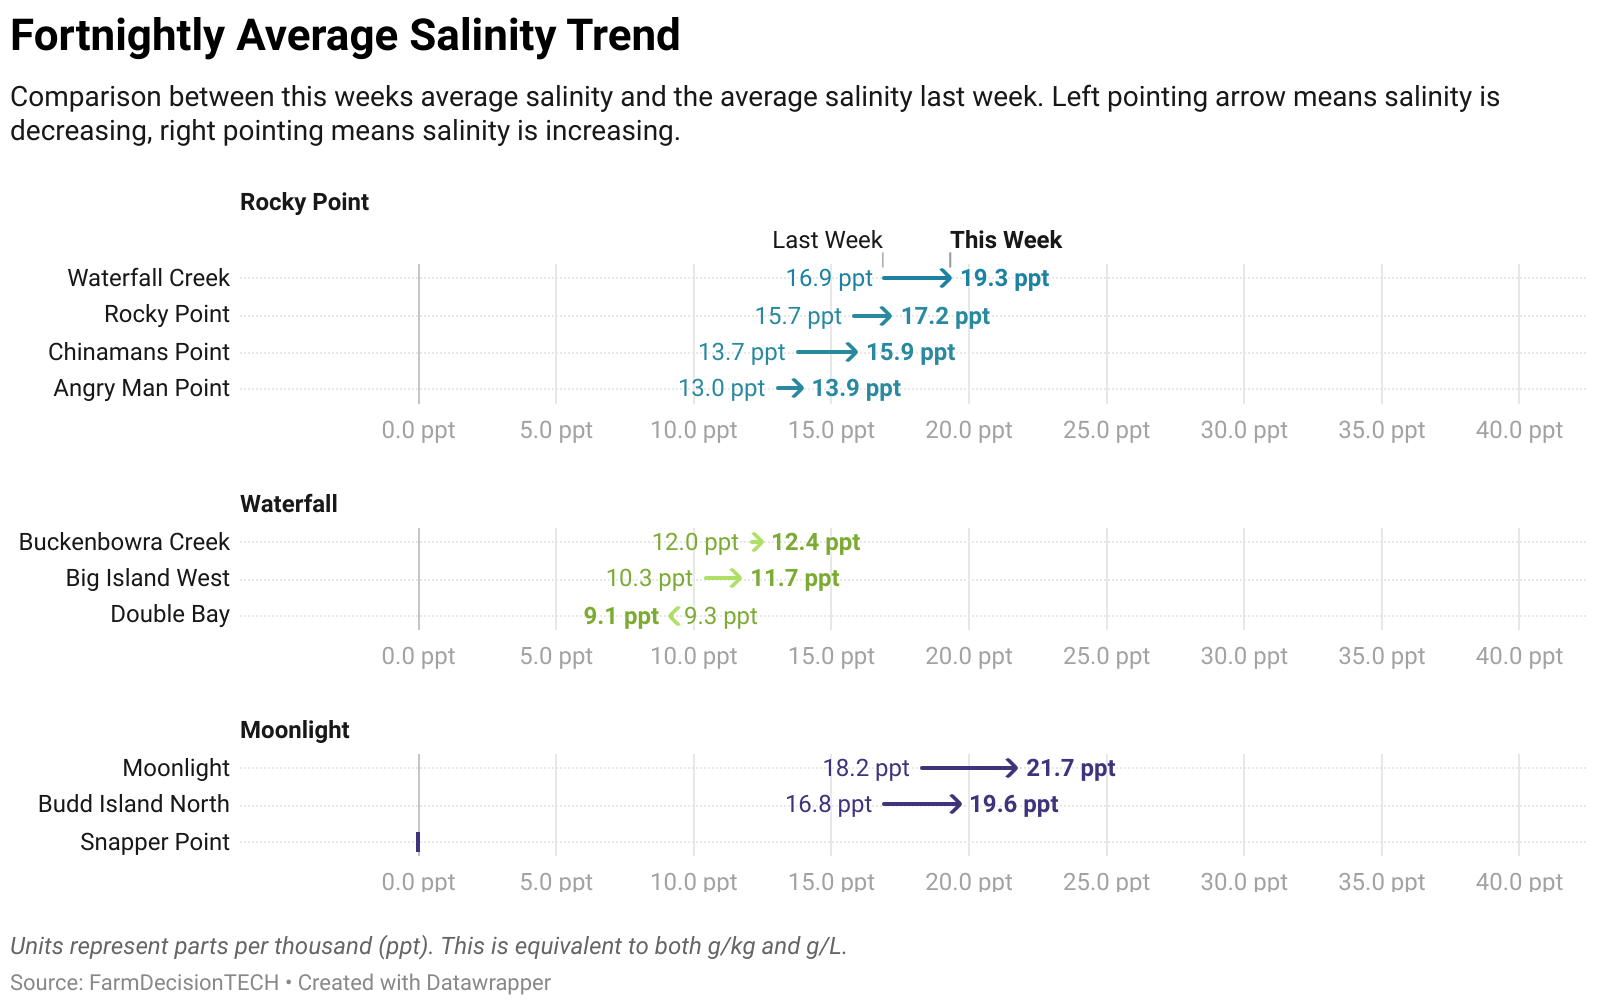 Fortnightly Average Salinity Trend
Comparison between this weeks average salinity and the average salinity last week. Left pointing arrow means salinity is
decreasing, right pointing means salinity is increasing.
Rocky Point
Last Week This Week
Waterfall Creek 16.9 ppt 19.3 ppt
Rocky Point 15.7 ppt 17.2 ppt
Chinamans Point 13.7 ppt 15.9 ppt
Angry Man Point 13.0 ppt 13.9 ppt
0.0 ppt 5.0 ppt 10.0 ppt 15.0 ppt 20.0 ppt 25.0 ppt 30.0 ppt 35.0 ppt 40.0 ppt
Waterfall
Buckenbowra Creek 12.0 ppt 12.4 ppt
Big Island West 10.3 ppt 11.7 ppt
Double Bay 9.1 ppt 9.3 ppt
0.0 ppt 5.0 ppt 10.0 ppt 15.0 ppt 20.0 ppt 25.0 ppt 30.0 ppt 35.0 ppt 40.0 ppt
Moonlight
Moonlight 18.2 ppt 21.7 ppt
Budd Island North 16.8 ppt 19.6 ppt
Snapper Point
0.0 ppt 5.0 ppt 10.0 ppt 15.0 ppt 20.0 ppt 25.0 ppt 30.0 ppt 35.0 ppt 40.0 ppt
Units represent parts per thousand (ppt). This is equivalent to both g/kg and g/L.
Source: FarmDecisionTECH • Created with Datawrapper